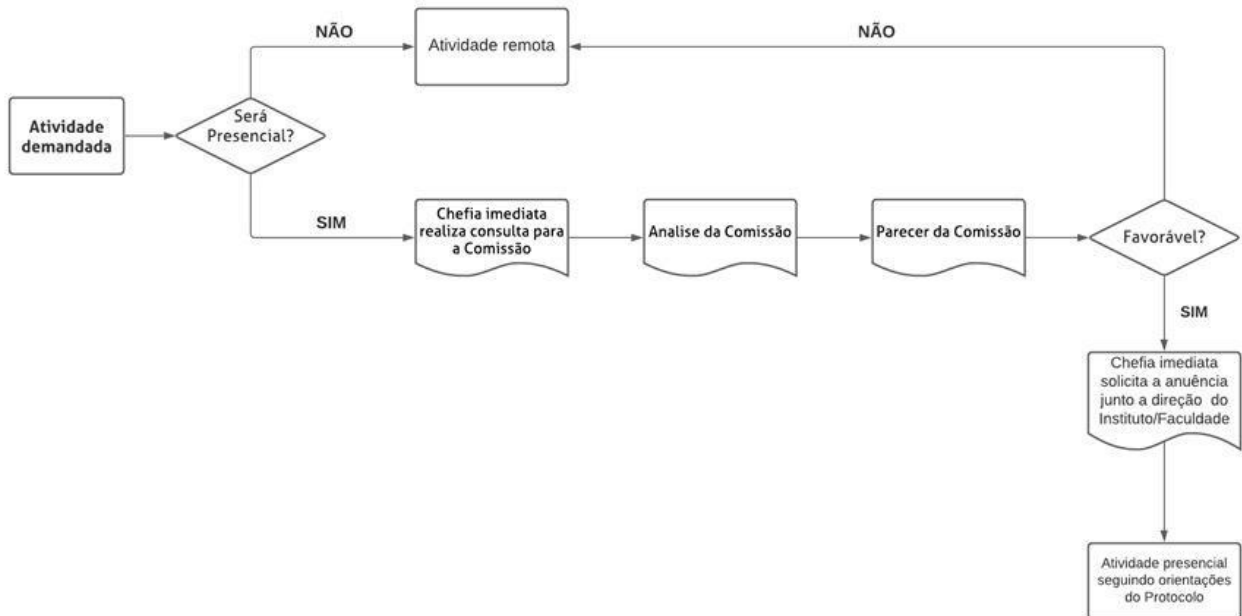 NÃO
Atividade remota
NÃO
Atividade
demandada
Será
Presencial?
SIM
Chefia imediata
realiza consulta para
a Comissão
Analise da Comissão
Parecer da Comissão
Favorável?
SIM
Chefia imediata
solicita a anuência
junto a direção do
Instituto/Faculdade
Atividade presencial
seguindo orientações
do Protocolo